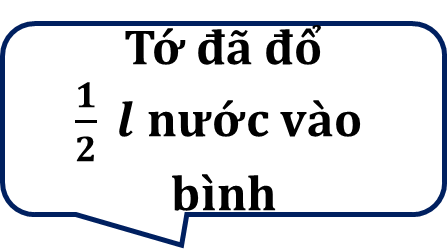 Tớ đã đổ
1/2 l nước vào
bình